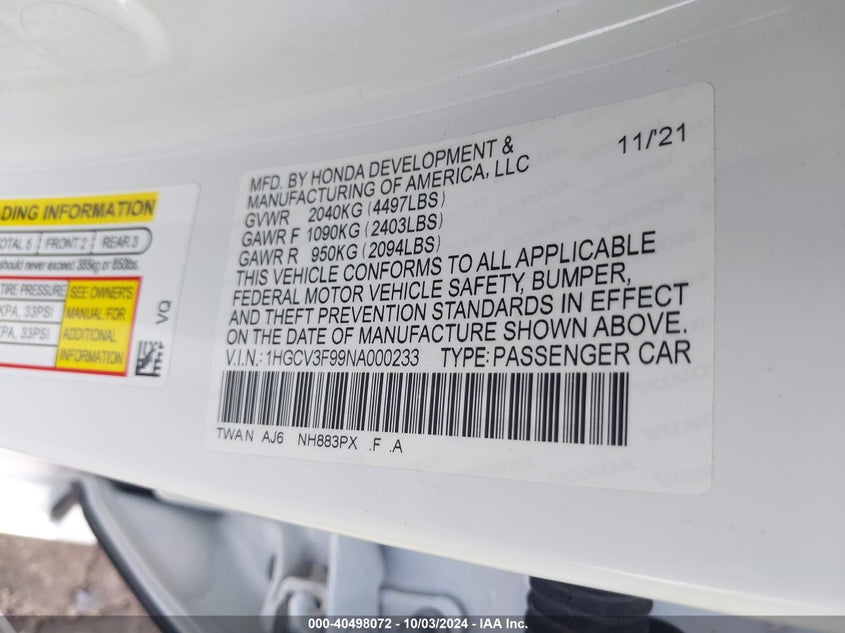 ADING INFORMATION
TOTAL 5 FRONT 2 REAR 3
should never exceed 385kg or 850lbs.
TIRE PRESSURE
KPA, 33PSI
KPA, 33PSI
SEE OWNER'S
MANUAL FOR
ADDITIONAL
INFORMATION
VQ
11/'21
MFD. BY HONDA DEVELOPMENT &
MANUFACTURING OF AMERICA, LLC
GVWR 2040KG (4497LBS)
GAWR F 1090KG (2403LBS)
GAWR R 950KG (2094LBS)
THIS VEHICLE CONFORMS TO ALL APPLICABLE
FEDERAL MOTOR VEHICLE SAFETY, BUMPER,
AND THEFT PREVENTION STANDARDS IN EFFECT
ON THE DATE OF MANUFACTURE SHOWN ABOVE.
V.I.N.: 1HGCV3F99NA000233 TYPE: PASSENGER CAR
TWA N AJ6 NH883PX .F .A
008-40498072 - 10/03/2024 - IAA Inc.